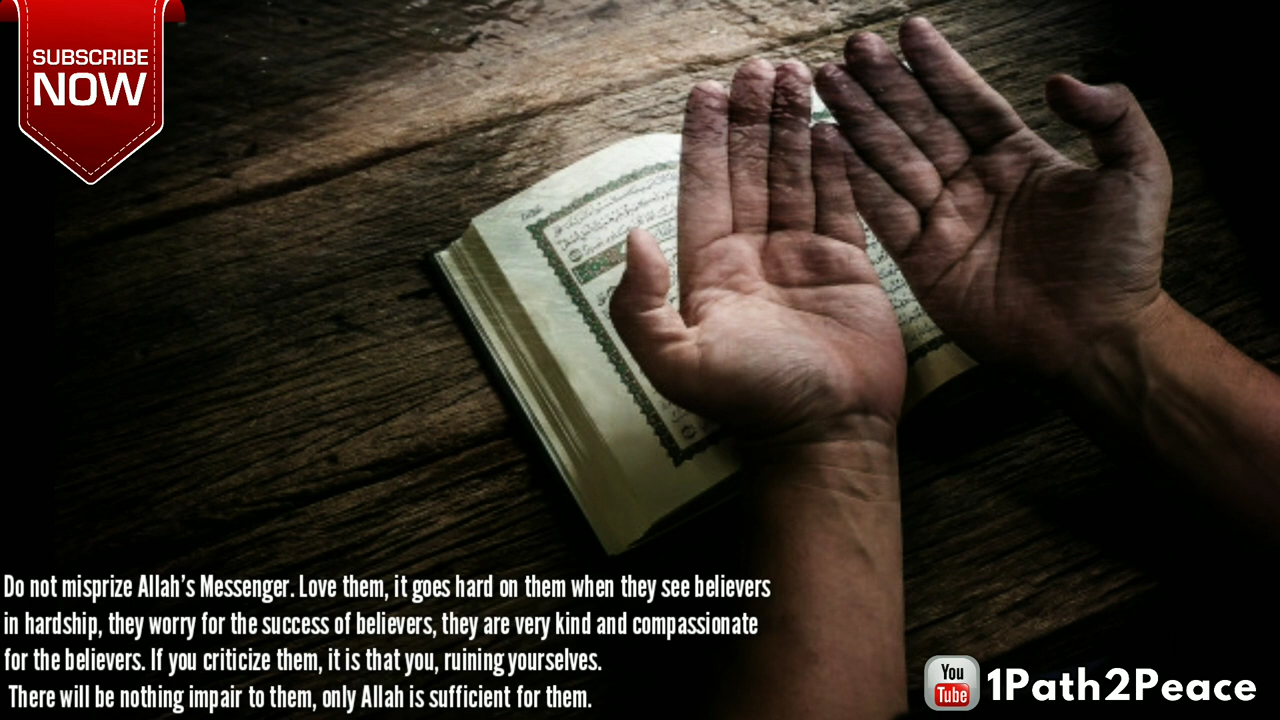 SUBSCRIBE
NOW
Do not misprize Allah's Messenger. Love them, it goes hard on them when they see believers
in hardship, they worry for the success of believers, they are very kind and compassionate
for the believers. If you criticize them, it is that you, ruining yourselves.
There will be nothing impair to them, only Allah is sufficient for them.
You
Tube
1Path2Peace